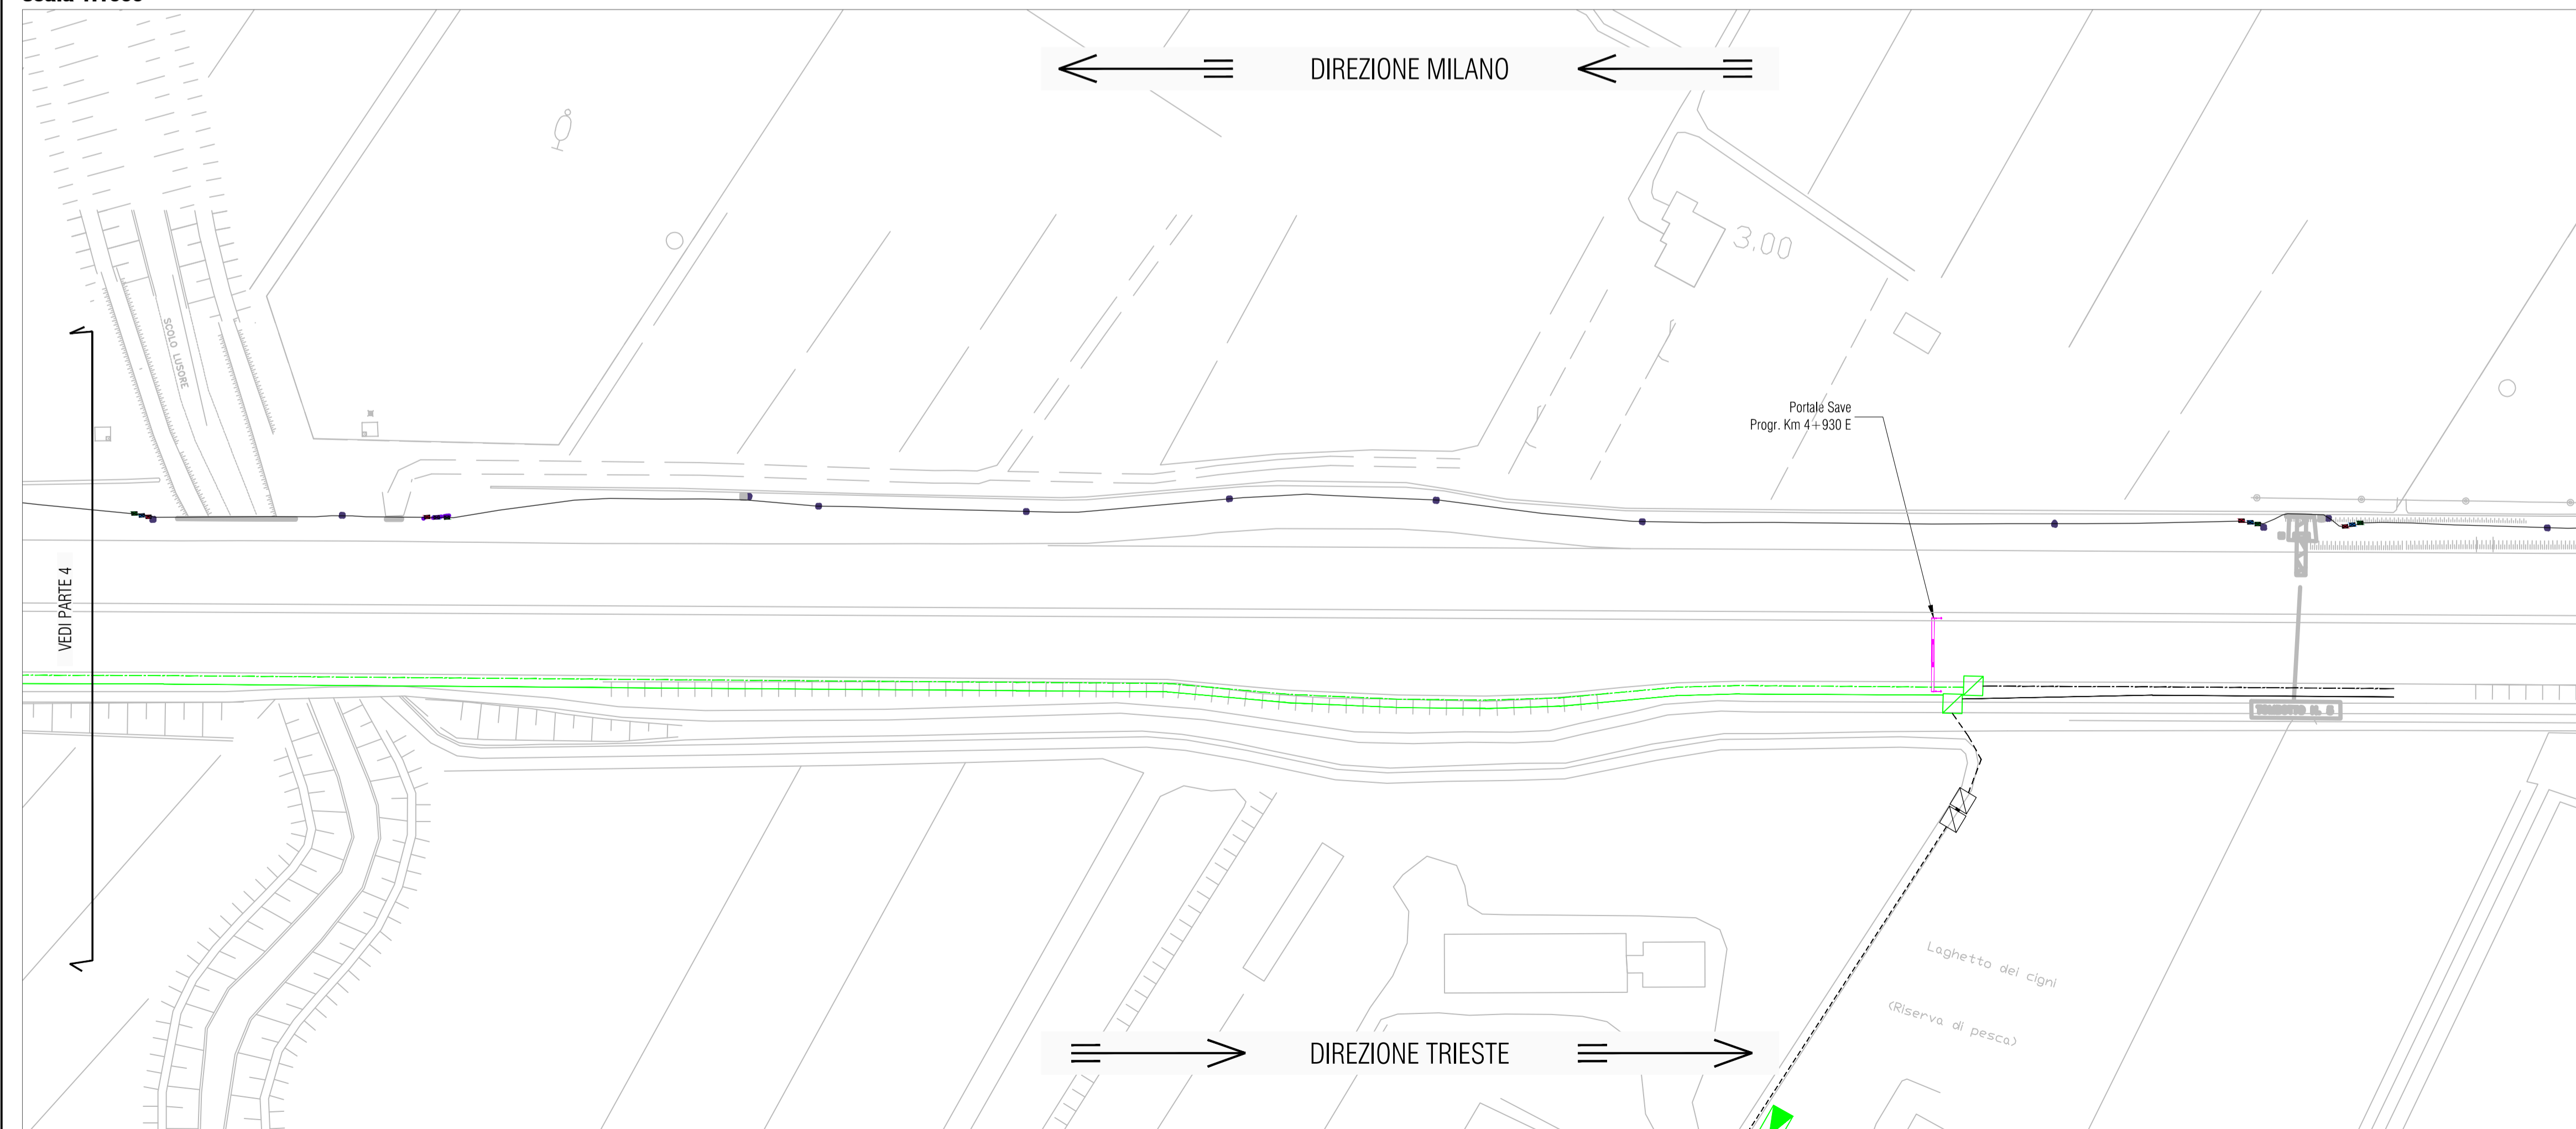 DIREZIONE MILANO
3.00
SCOLO LUSORE
Portale Save
Progr. Km 4+930 E
VEDI PARTE 4
Laghetto dei cigni
(Riserva di pesca)
DIREZIONE TRIESTE